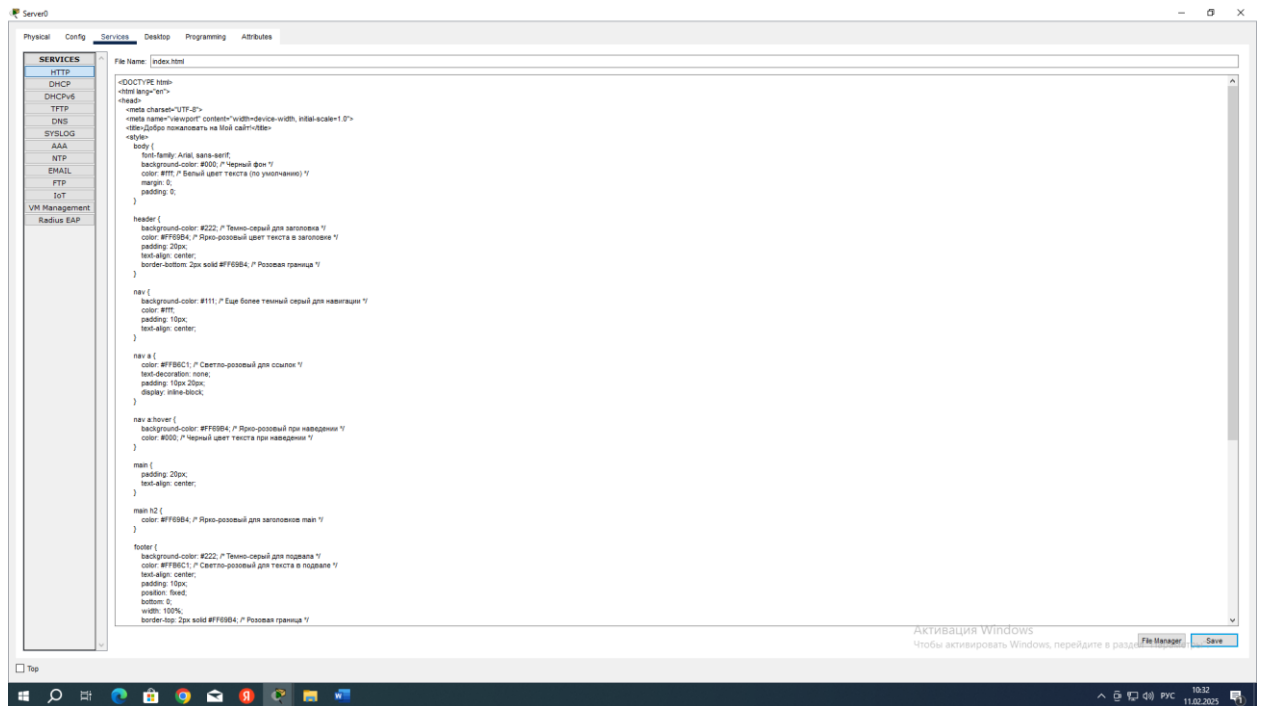 Server0
Physical Config Services Desktop Programming Attributes
SERVICES
HTTP
DHCP
DHCPv6
TFTP
DNS
SYSLOG
AAA
NTP
EMAIL
FTP
IoT
VM Management
Radius EAP
File Name: index.html
<!DOCTYPE html>
<html lang="en">
<head>
<meta charset="UTF-8">
<meta name="viewport" content="width=device-width, initial-scale=1.0">
<title>Добро пожаловать на Мой сайт!</title>
<style>
body {
font-family: Arial, sans-serif;
background-color: #000; /* Черный фон */
color: #fff; /* Белый цвет текста (по умолчанию) */
margin: 0;
padding: 0;
}
header {
background-color: #222; /* Темно-серый для заголовка */
color: #FF69B4; /* Ярко-розовый цвет текста в заголовке */
padding: 20px;
text-align: center;
border-bottom: 2px solid #FF69B4; /* Розовая граница */
}
nav {
background-color: #111; /* Еще более темный серый для навигации */
color: #fff;
padding: 10px;
text-align: center;
}
nav a {
color: #FFB6C1; /* Светло-розовый для ссылок */
text-decoration: none;
padding: 10px 20px;
display: inline-block;
}
nav a:hover {
background-color: #FF69B4; /* Ярко-розовый при наведении */
color: #000; /* Черный цвет текста при наведении */
}
main {
padding: 20px;
text-align: center;
}
main h2 {
color: #FF69B4; /* Ярко-розовый для заголовков main */
}
footer {
background-color: #222; /* Темно-серый для подвала */
color: #FFB6C1; /* Светло-розовый для текста в подвале */
text-align: center;
padding: 10px;
position: fixed;
bottom: 0;
width: 100%;
border-top: 2px solid #FF69B4; /* Розовая граница */
Активация Windows
Чтобы активировать Windows, перейдите в раздел
File Manager Save
Top
РУС
10:32
11.02.2025